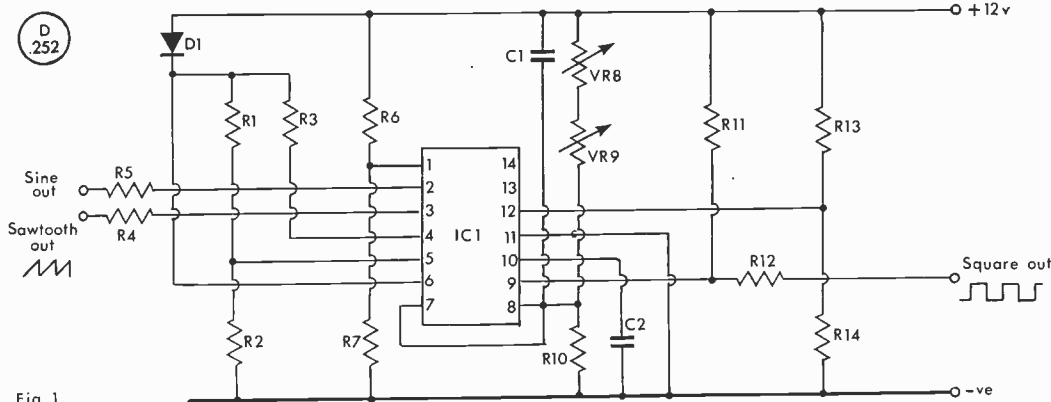 D
.252
D1
+12v
C1
VR8
R1
R3
R6
VR9
R11
R13
Sine
out
R5
Sawtooth
out
R4
1
2
3
4
5
6
7
IC1
14
13
12
11
10
9
8
R12
Square out
R2
R7
R10
C2
R14
Fig 1
-ve